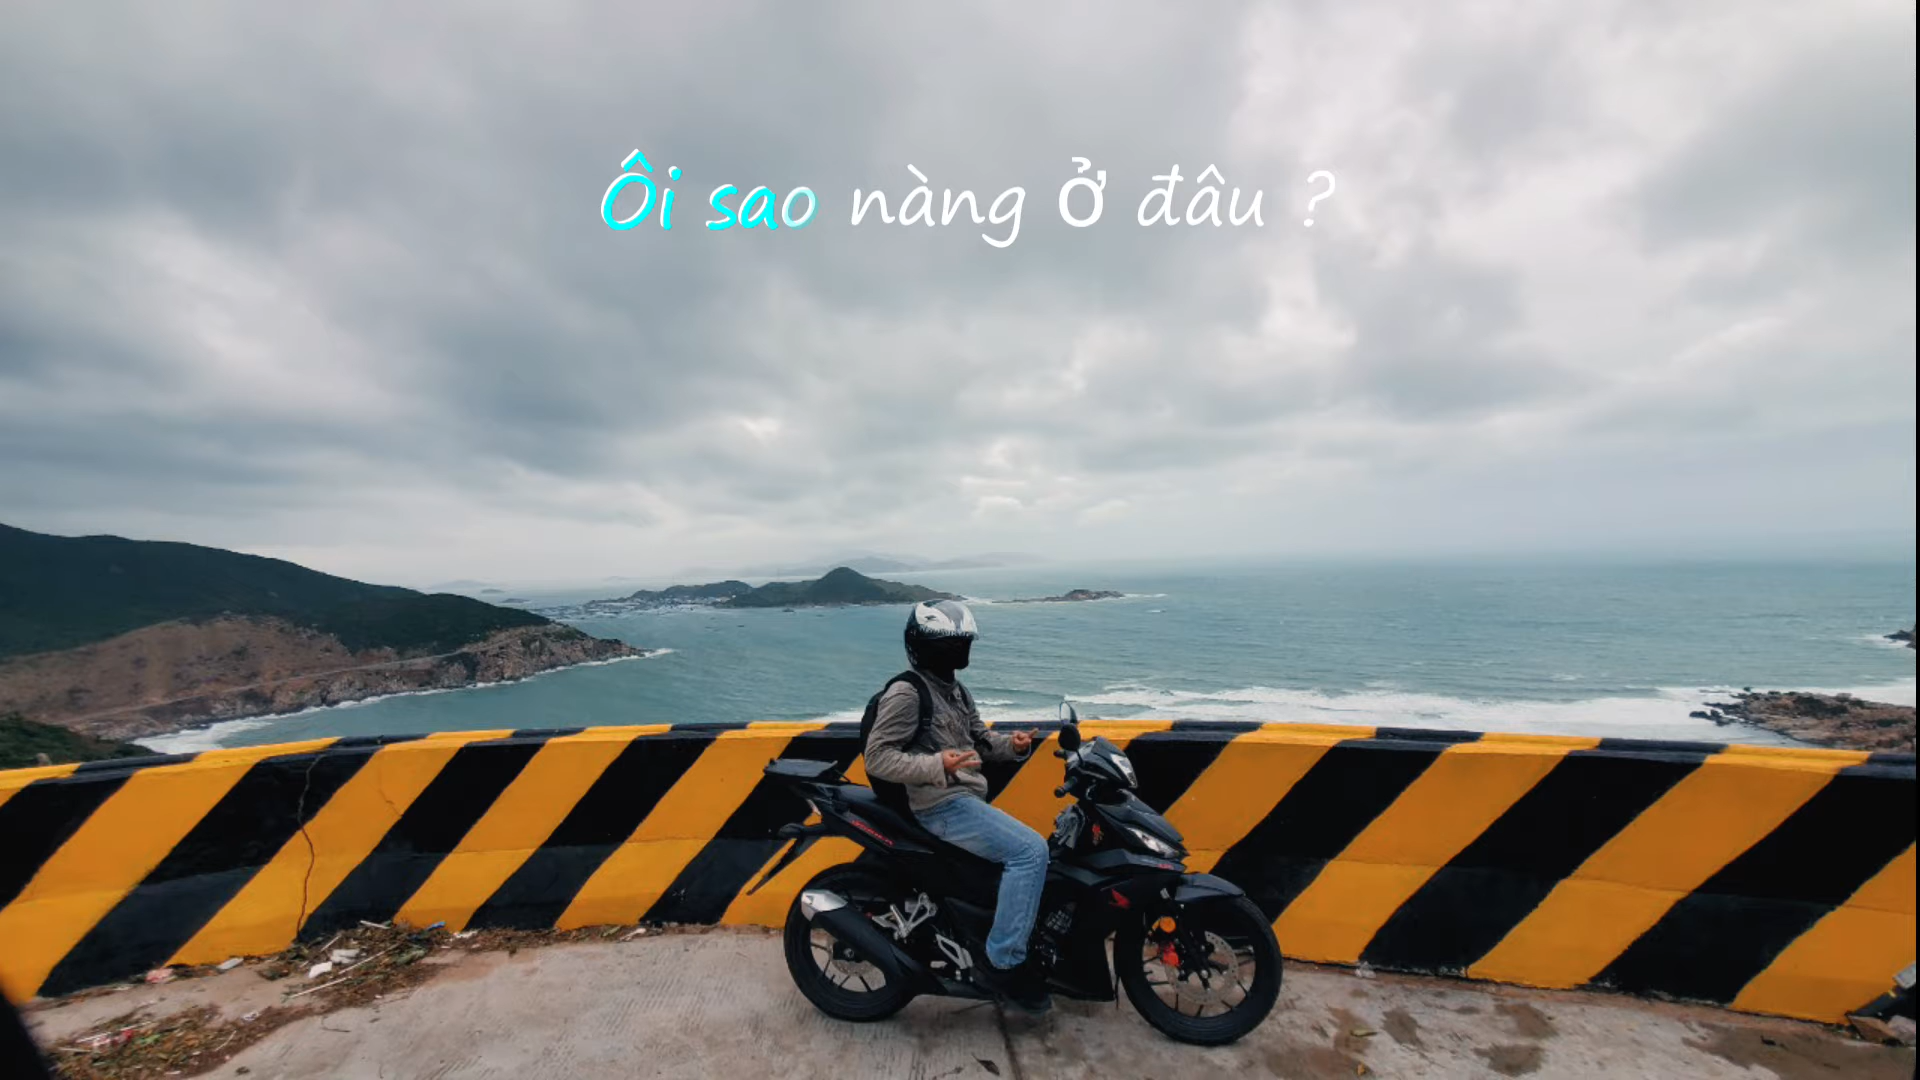 Ôi sao nàng ở đâu ?